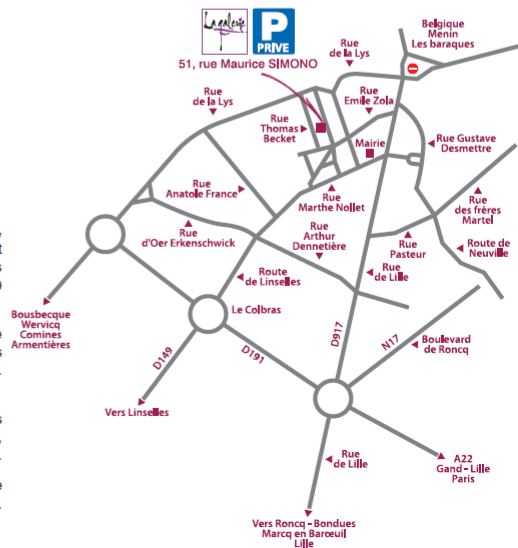 La galerie
P
PRIVE
51, rue Maurice SIMONO
Belgique
Menin
Les baraques
Rue
de la Lys
Rue
de la Lys
Rue
Emile Zola
Rue
Thomas
Becket
Mairie
Rue Gustave
Desmettre
Rue
Anatole France
Rue
Marthe Nollet
Rue
des frères
Martel
Rue
d'Oer Erkenschwick
Rue
Arthur
Dennetière
Rue
Pasteur
Route de
Neuville
Route
de Linselles
Rue
de Lille
Le Colbras
Bousbecque
Wervicq
Comines
Armentières
D149
D191
D917
N17
Boulevard
de Roncq
Vers Linselles
Rue
de Lille
A22
Gand - Lille
Paris
Vers Roncq - Bondues
Marcq en Barœuil
Lille